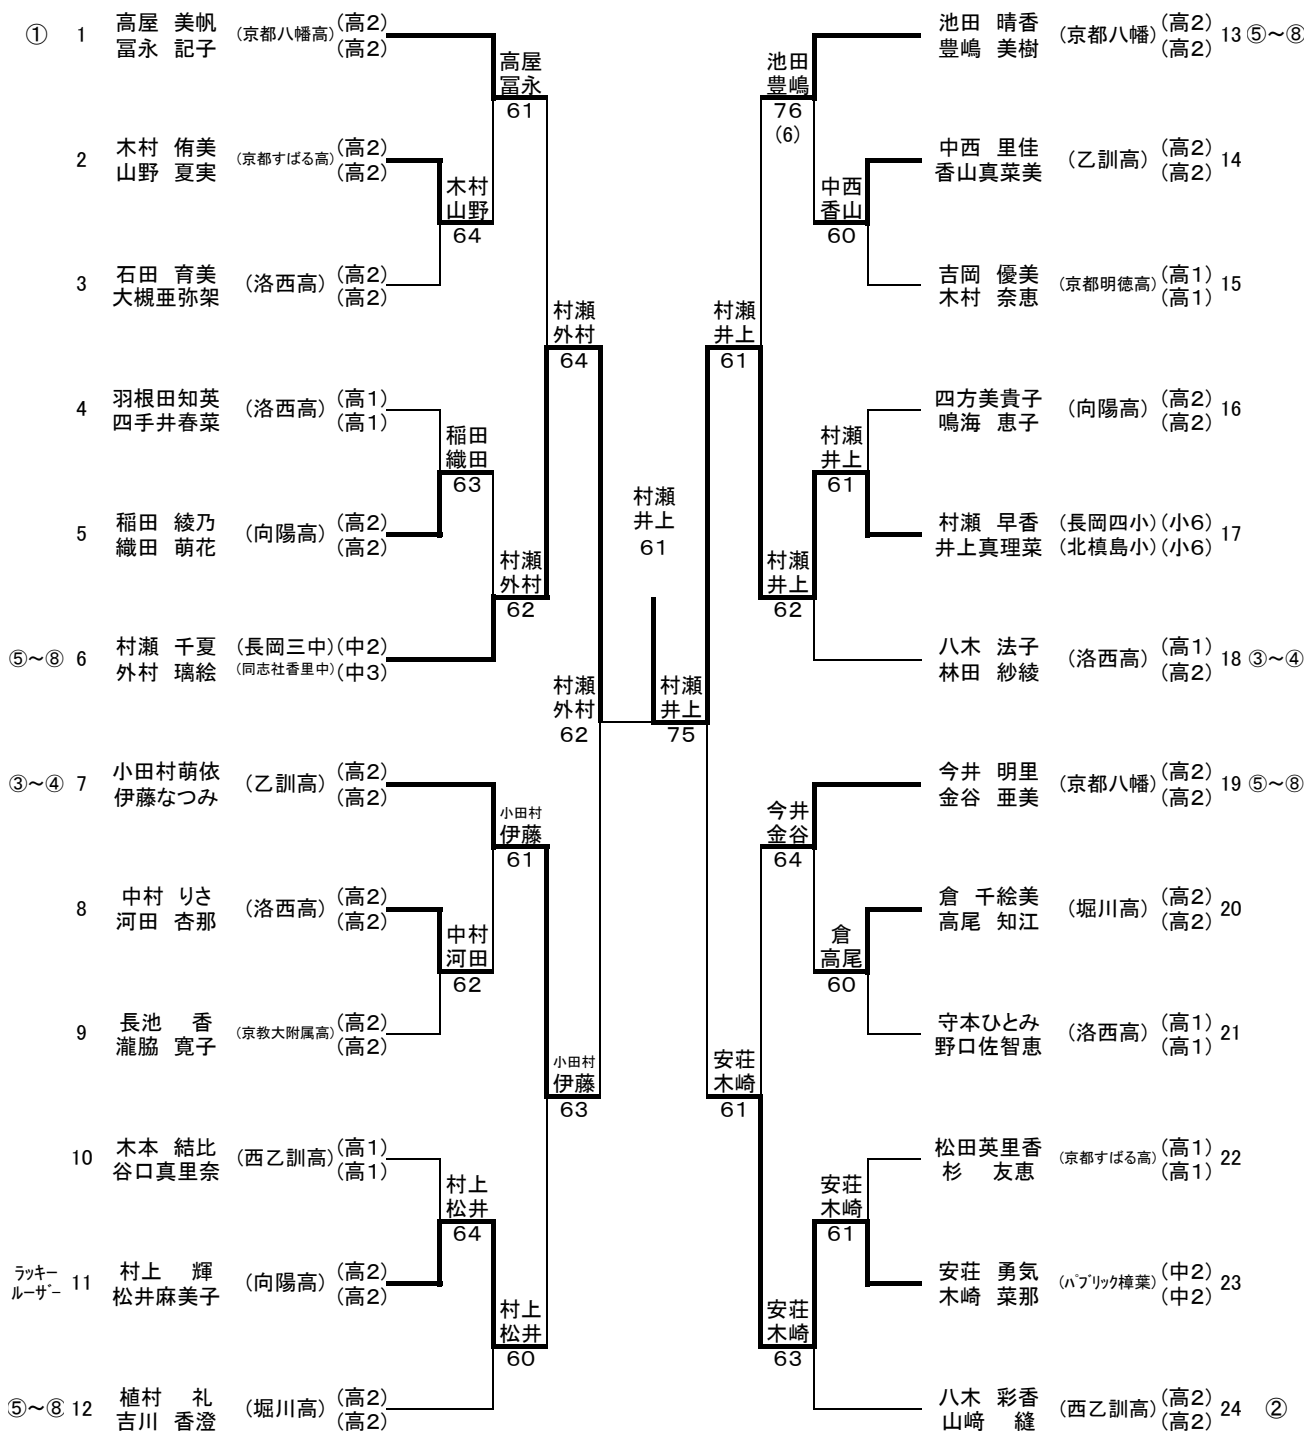 ① 1 高屋 美帆 (京都八幡高) (高2)
冨永 記子 (高2)
高屋
冨永
61
2 木村 侑美 (京都すばる高) (高2)
山野 夏実 (高2)
木村
山野
64
3 石田 育美 (洛西高) (高2)
大槻亜弥架 (高2)
村瀬
外村
64
4 羽根田知英 (洛西高) (高1)
四手井春菜 (高1)
稲田
織田
63
5 稲田 綾乃 (向陽高) (高2)
織田 萌花 (高2)
村瀬
外村
62
⑤～⑧ 6 村瀬 千夏 (長岡三中) (中2)
外村 璃絵 (同志社香里中) (中3)
村瀬
外村
62
③～④ 7 小田村萌依 (乙訓高) (高2)
伊藤なつみ (高2)
小田村
伊藤
61
8 中村 りさ (洛西高) (高2)
河田 杏那 (高2)
中村
河田
62
9 長池 香 (京教大附属高) (高2)
瀧脇 寛子 (高2)
小田村
伊藤
63
10 木本 結比 (西乙訓高) (高1)
谷口真里奈 (高1)
村上
松井
64
ラッキー
ルーザー 11 村上 輝 (向陽高) (高2)
松井麻美子 (高2)
村上
松井
60
⑤～⑧ 12 植村 礼 (堀川高) (高2)
吉川 香澄 (高2)
村瀬
井上
61
村瀬
井上
75
池田 晴香 (京都八幡) (高2) 13 ⑤～⑧
豊嶋 美樹 (高2)
池田
豊嶋
76
(6)
中西 里佳 (乙訓高) (高2) 14
香山真菜美 (高2)
中西
香山
60
吉岡 優美 (京都明徳高) (高1) 15
木村 奈恵 (高1)
村瀬
井上
61
四方美貴子 (向陽高) (高2) 16
鳴海 恵子 (高2)
村瀬
井上
61
村瀬 早香 (長岡四小) (小6) 17
井上真理菜 (北槙島小) (小6)
村瀬
井上
62
八木 法子 (洛西高) (高1) 18 ③～④
林田 紗綾 (高2)
今井 明里 (京都八幡) (高2) 19 ⑤～⑧
金谷 亜美 (高2)
今井
金谷
64
倉 千絵美 (堀川高) (高2) 20
高尾 知江 (高2)
倉
高尾
60
守本ひとみ (洛西高) (高1) 21
野口佐智恵 (高1)
安荘
木崎
61
松田英里香 (京都すばる高) (高1) 22
杉 友恵 (高1)
安荘
木崎
61
安荘 勇気 (パブリック樟葉) (中2) 23
木崎 菜那 (中2)
安荘
木崎
63
八木 彩香 (西乙訓高) (高2) 24 ②
山﨑 縫 (高2)